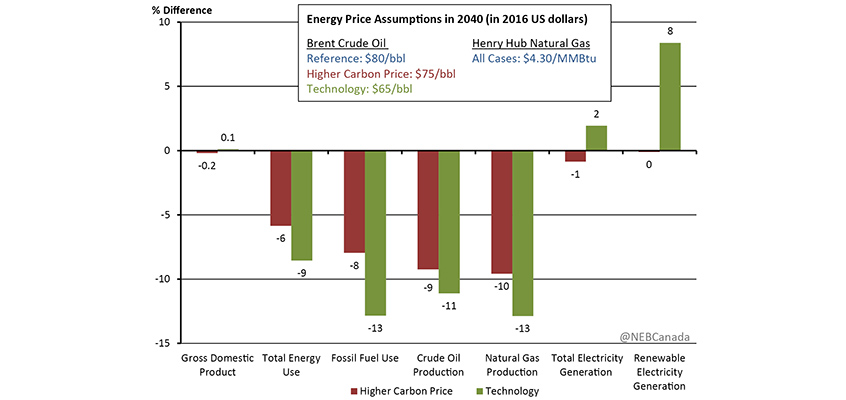 % Difference
Energy Price Assumptions in 2040 (in 2016 US dollars)
Brent Crude Oil
Henry Hub Natural Gas
Reference: $80/bbl
All Cases: $4.30/MMBtu
Higher Carbon Price: $75/bbl
Technology: $65/bbl
10
5
0
-5
-10
-15
-0.2
0.1
-6
-9
-8
-13
-9
-11
-10
-13
-1
2
0
8
@NEBCanada
Gross Domestic
Product
Total Energy
Use
Fossil Fuel Use
Crude Oil
Production
Natural Gas
Production
Total Electricity
Generation
Renewable
Electricity
Generation
Higher Carbon Price
Technology